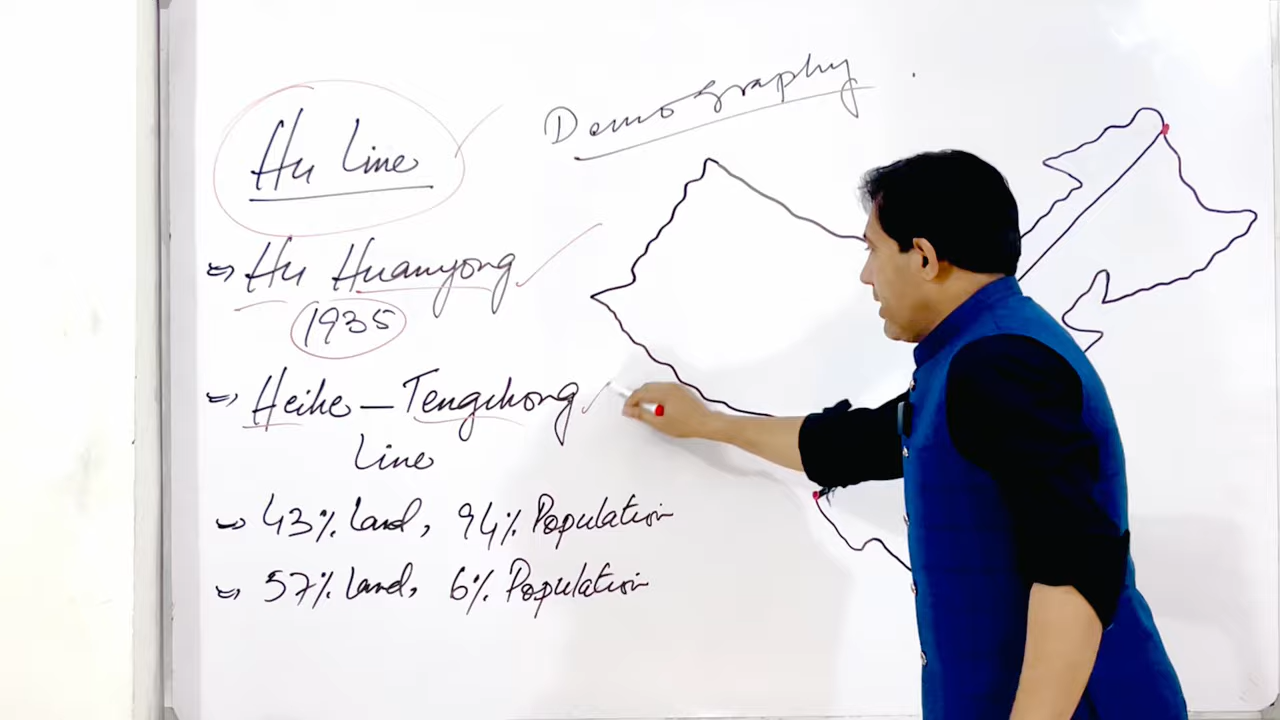 Hu Line
Demography
⇒ Hu Huanyong
1935
⇒ Heihe – Tengchong
Line
⇒ 43% Land, 94% Population
⇒ 57% Land, 6% Population